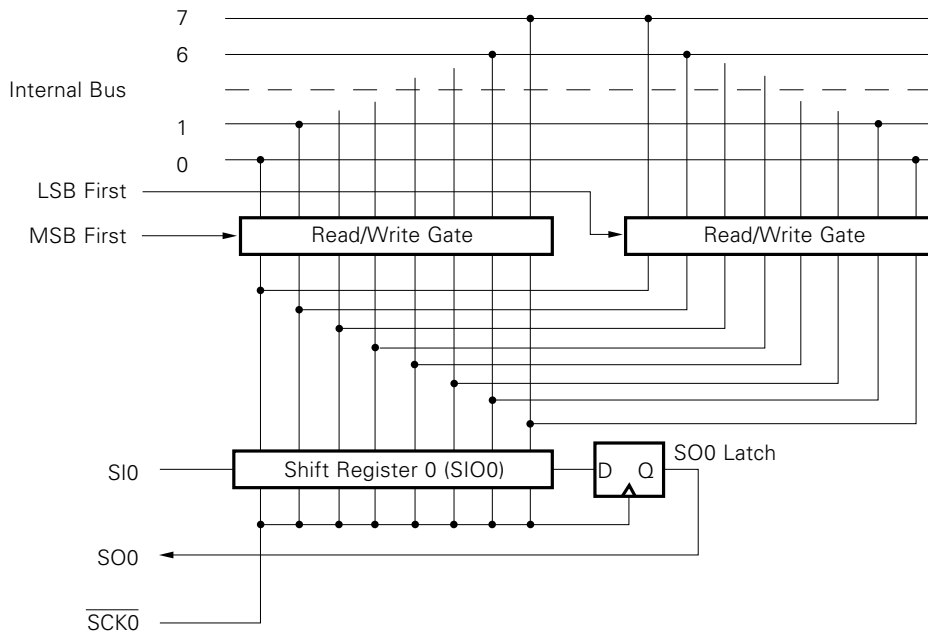 7
6
Internal Bus
1
0
LSB First
MSB First
Read/Write Gate
Read/Write Gate
SI0
Shift Register 0 (SIO0)
D Q
SO0 Latch
SO0
SCK0